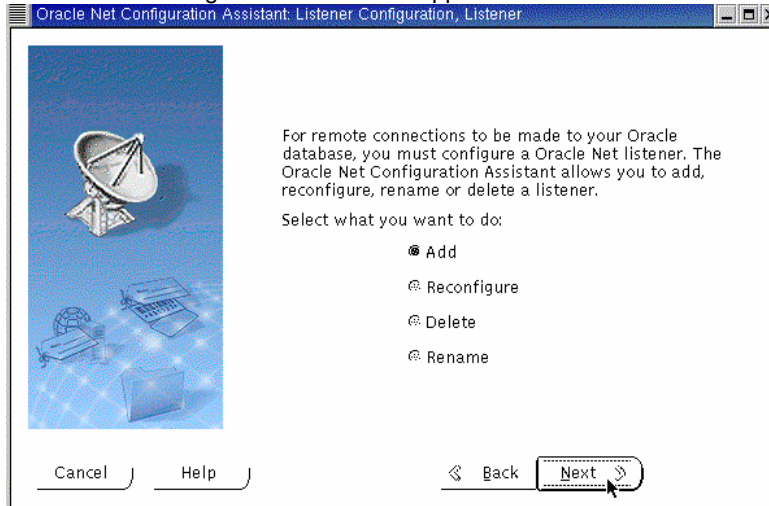 Oracle Net Configuration Assistant: Listener Configuration, Listener
For remote connections to be made to your Oracle
database, you must configure a Oracle Net listener. The
Oracle Net Configuration Assistant allows you to add,
reconfigure, rename or delete a listener.
Select what you want to do:
Add
Reconfigure
Delete
Rename
Cancel Help Back Next